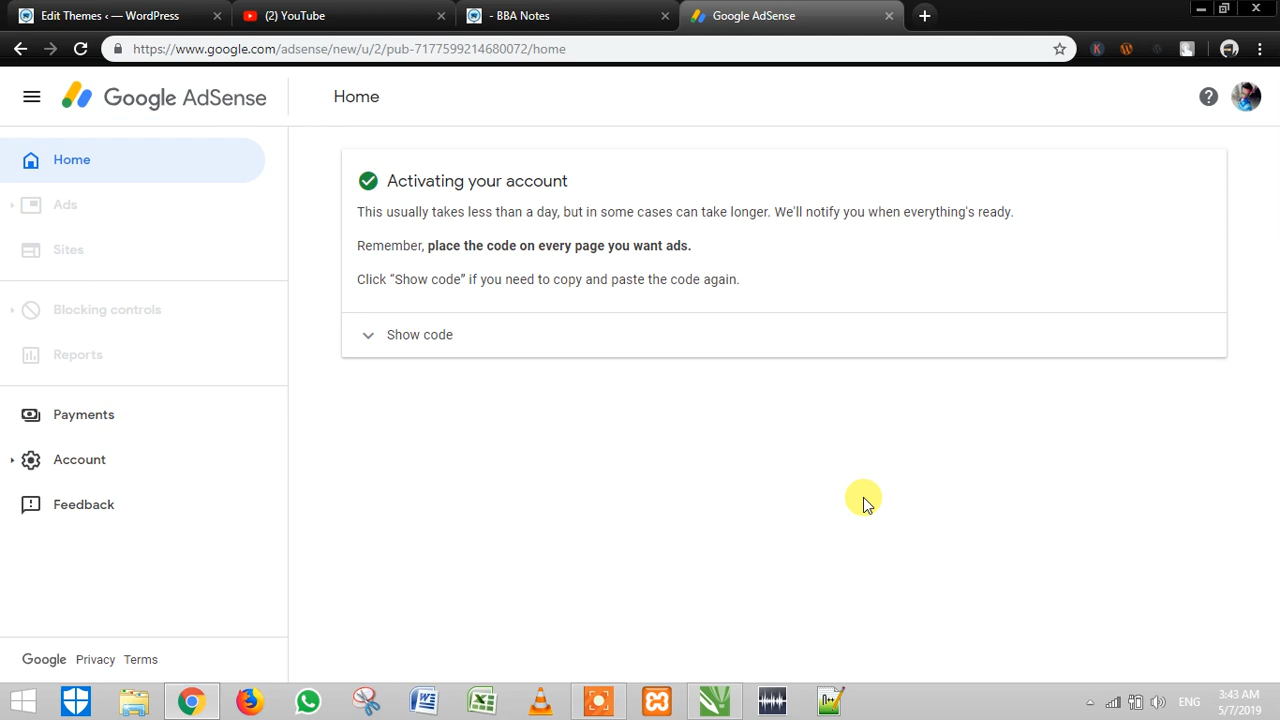 Edit Themes ‹ — WordPress
(2) YouTube
- BBA Notes
Google AdSense
https://www.google.com/adsense/new/u/2/pub-7177599214680072/home
Google AdSense
Home
Home
Ads
Sites
Blocking controls
Reports
Payments
Account
Feedback
Activating your account
This usually takes less than a day, but in some cases can take longer. We'll notify you when everything's ready.
Remember, place the code on every page you want ads.
Click “Show code” if you need to copy and paste the code again.
Show code
Google Privacy Terms
ENG
3:43 AM
5/7/2019